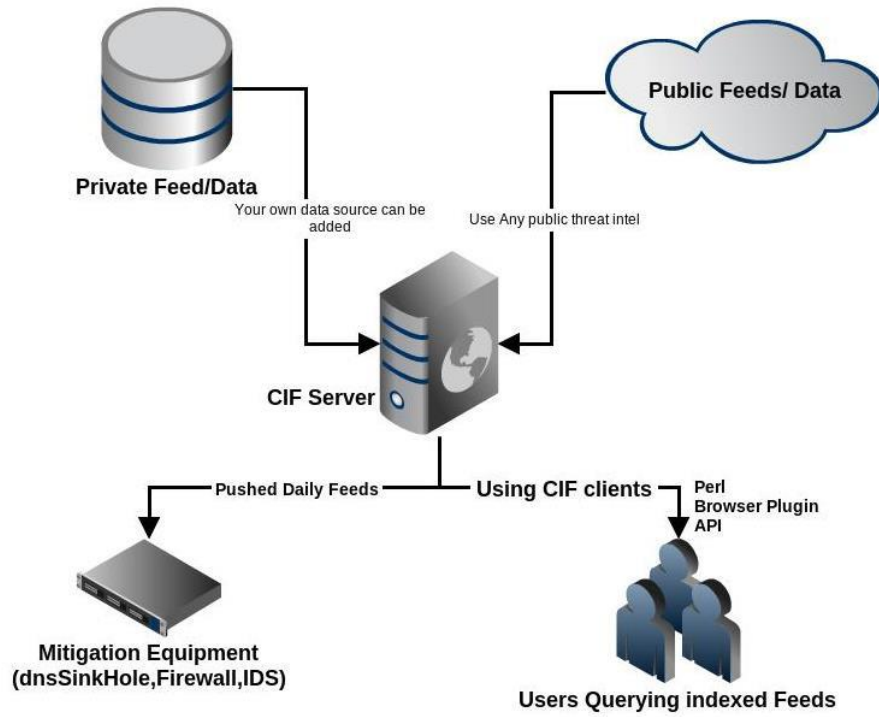 Public Feeds/ Data
Private Feed/Data
Your own data source can be
added
Use Any public threat intel
CIF Server
Pushed Daily Feeds
Using CIF clients
Perl
Browser Plugin
API
Mitigation Equipment
(dnsSinkHole,Firewall,IDS)
Users Querying indexed Feeds